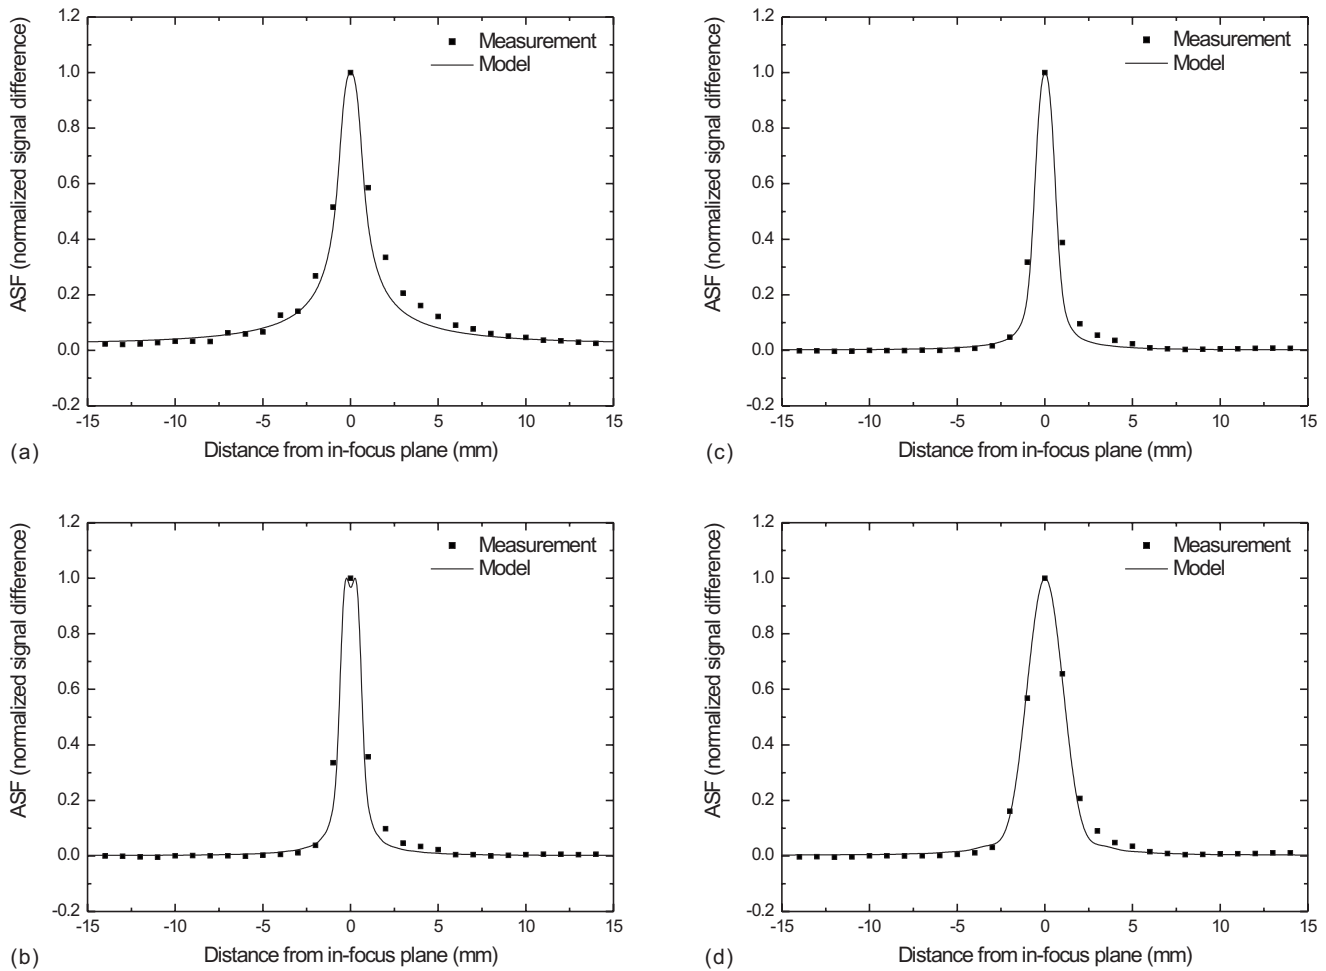 1.2
1.0
0.8
0.6
0.4
0.2
0.0
-0.2
-15 -10 -5 0 5 10 15
ASF (normalized signal difference)
Distance from in-focus plane (mm)
Measurement
Model
(a)
1.2
1.0
0.8
0.6
0.4
0.2
0.0
-0.2
-15 -10 -5 0 5 10 15
ASF (normalized signal difference)
Distance from in-focus plane (mm)
Measurement
Model
(c)
1.2
1.0
0.8
0.6
0.4
0.2
0.0
-0.2
-15 -10 -5 0 5 10 15
ASF (normalized signal difference)
Distance from in-focus plane (mm)
Measurement
Model
(b)
1.2
1.0
0.8
0.6
0.4
0.2
0.0
-0.2
-15 -10 -5 0 5 10 15
ASF (normalized signal difference)
Distance from in-focus plane (mm)
Measurement
Model
(d)